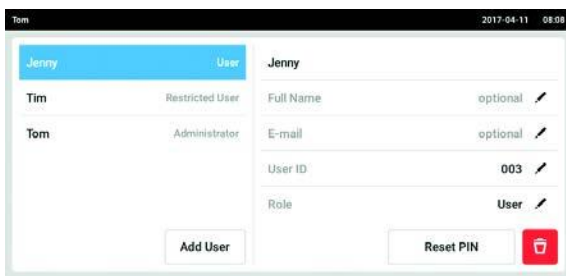 Tom 2017-04-11 08:08
Jenny User
Tim Restricted User
Tom Administrator
Add User
Jenny
Full Name optional
E-mail optional
User ID 003
Role User
Reset PIN